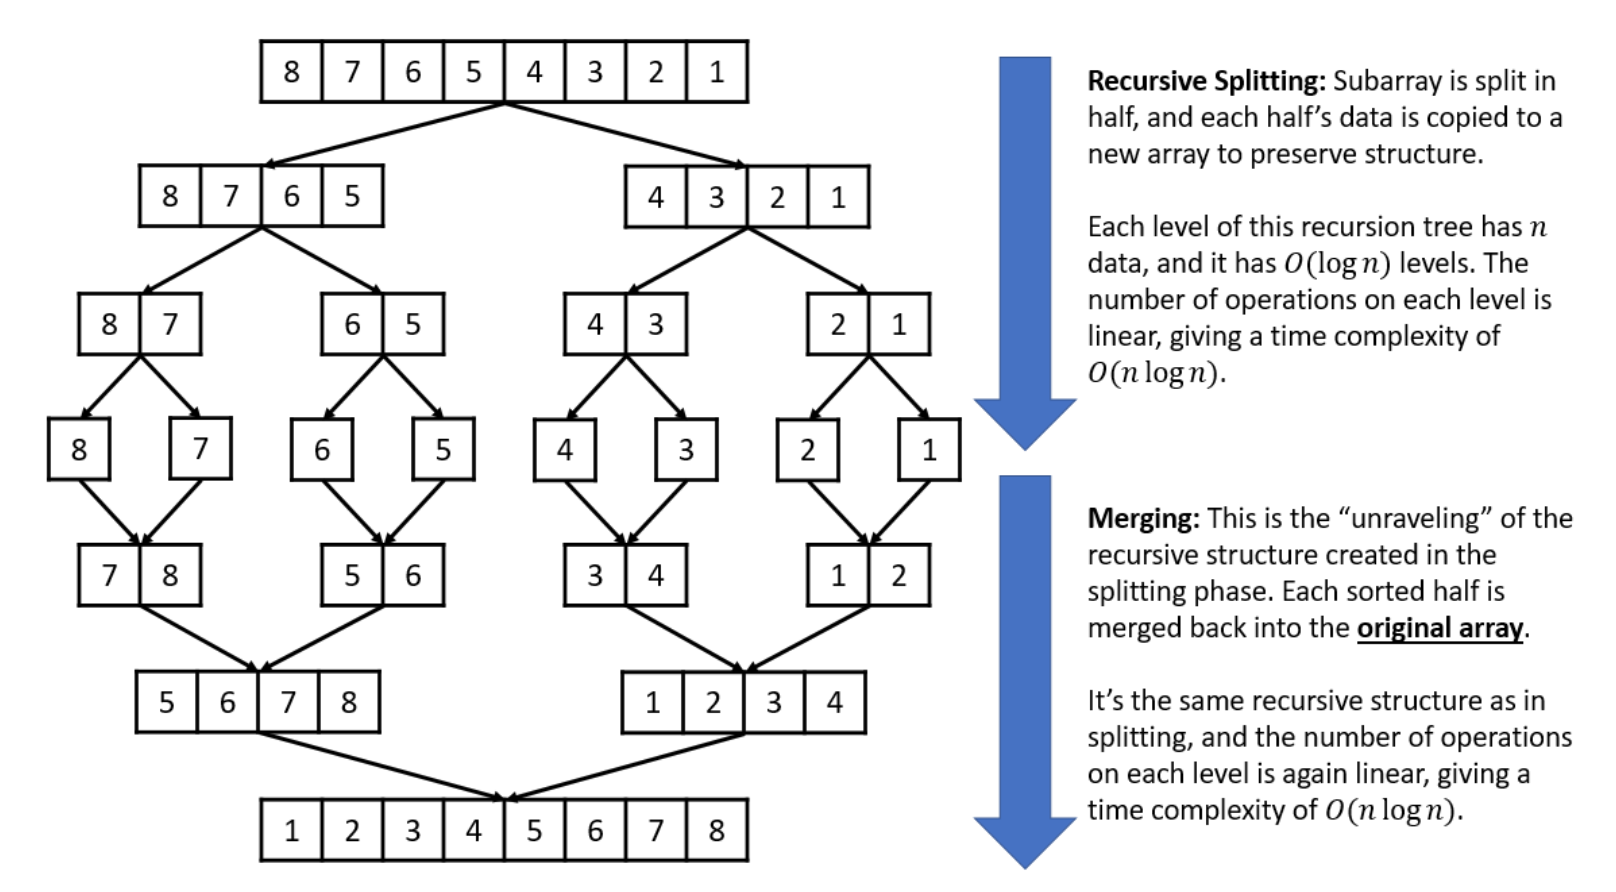 8 7 6 5 4 3 2 1
8 7 6 5
4 3 2 1
8 7
6 5
4 3
2 1
8
7
6
5
4
3
2
1
7 8
5 6
3 4
1 2
5 6 7 8
1 2 3 4
1 2 3 4 5 6 7 8
Recursive Splitting: Subarray is split in
half, and each half’s data is copied to a
new array to preserve structure.
Each level of this recursion tree has n
data, and it has O(log n) levels. The
number of operations on each level is
linear, giving a time complexity of
O(n log n).
Merging: This is the “unraveling” of the
recursive structure created in the
splitting phase. Each sorted half is
merged back into the original array.
It’s the same recursive structure as in
splitting, and the number of operations
on each level is again linear, giving a
time complexity of O(n log n).